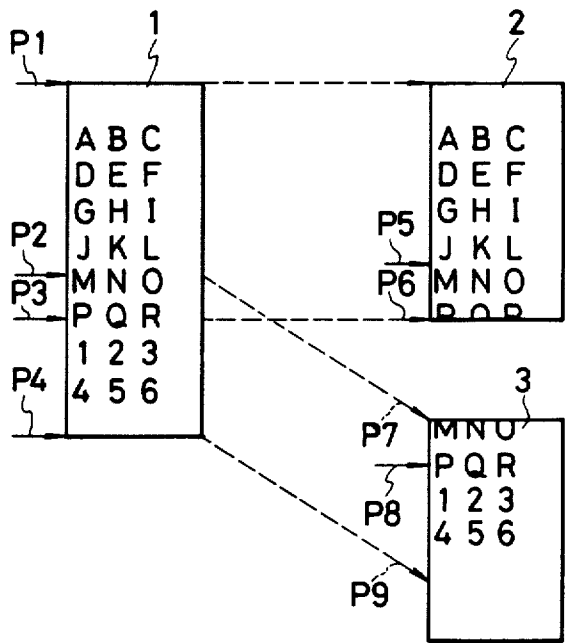 1
P1
A B C
D E F
G H I
J K L
P2
M N O
P3
P Q R
1 2 3
P4
4 5 6
2
A B C
D E F
G H I
P5
J K L
P6
M N O
P Q R
3
P7
M N O
P8
P Q R
1 2 3
4 5 6
P9